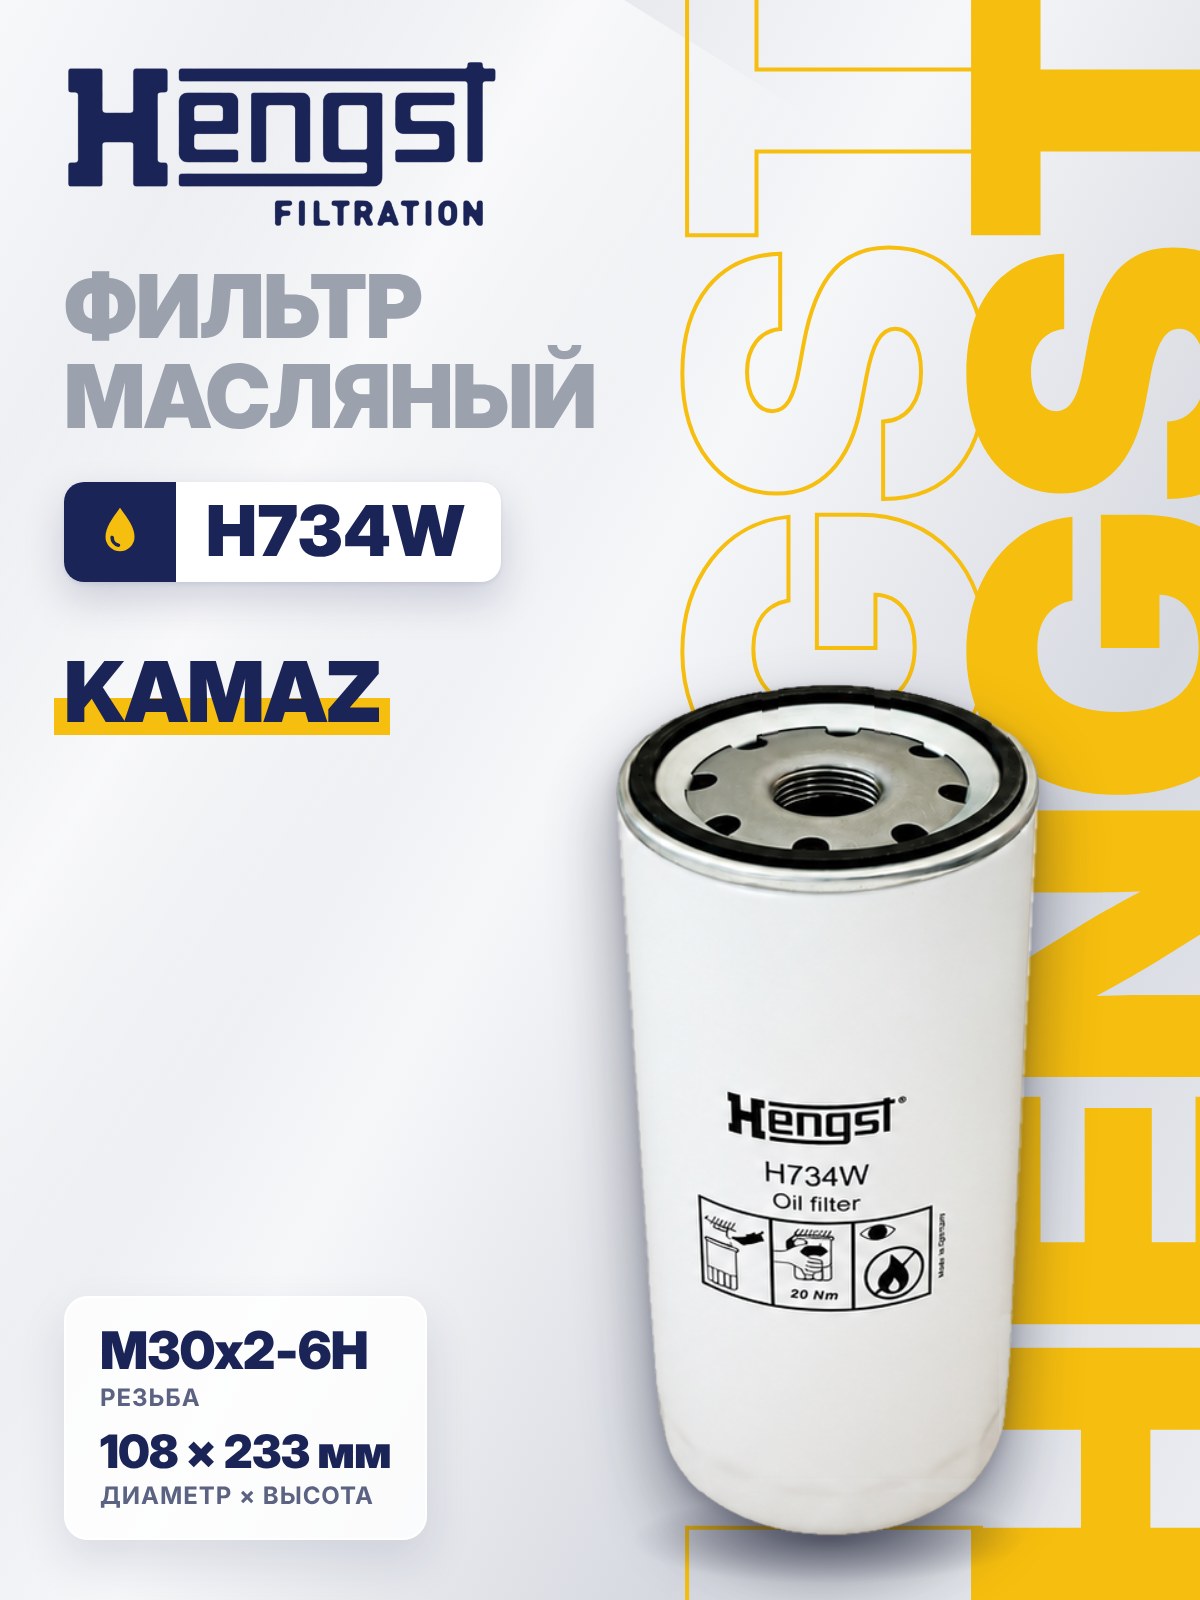 Hengst
FILTRATION
ФИЛЬТР
МАСЛЯНЫЙ
H734W
KAMAZ
HENGST
Hengst®
H734W
Oil filter
20 Nm
M30x2-6H
РЕЗЬБА
108 × 233 мм
ДИАМЕТР × ВЫСОТА